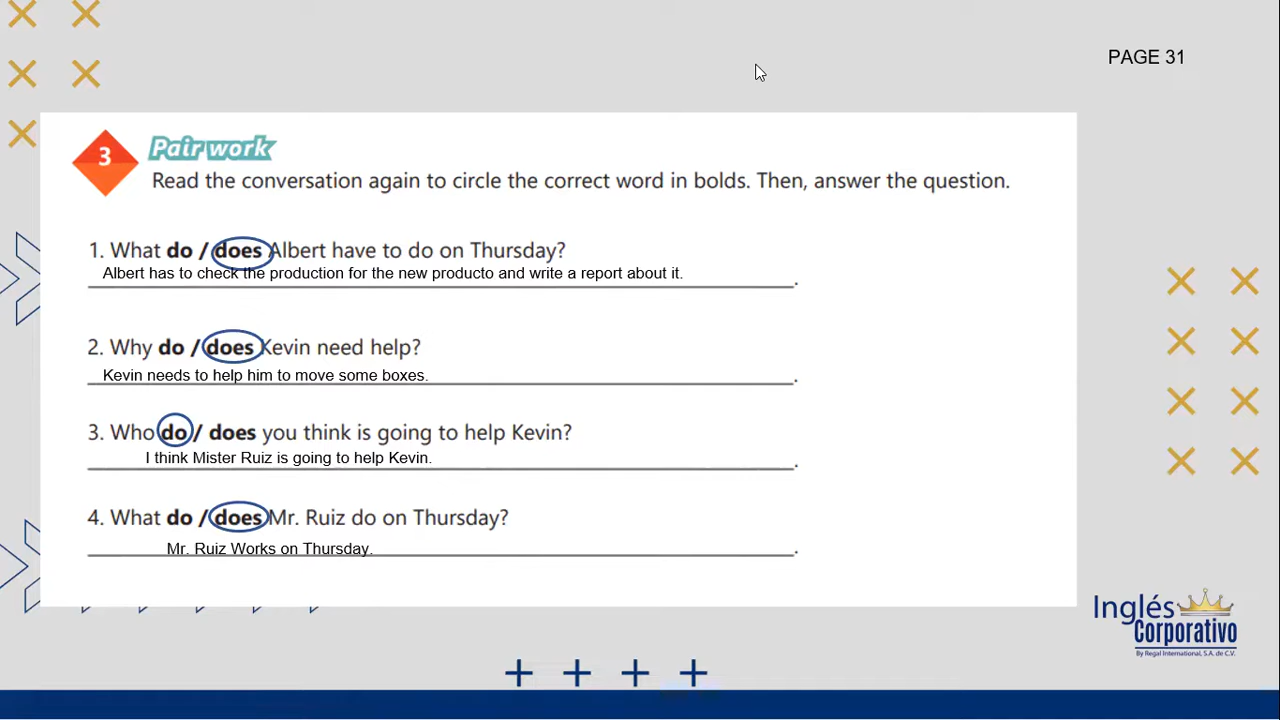 PAGE 31
3
Pair work
Read the conversation again to circle the correct word in bolds. Then, answer the question.
1. What do / does Albert have to do on Thursday?
Albert has to check the production for the new producto and write a report about it.
2. Why do / does Kevin need help?
Kevin needs to help him to move some boxes.
3. Who do / does you think is going to help Kevin?
I think Mister Ruiz is going to help Kevin.
4. What do / does Mr. Ruiz do on Thursday?
Mr. Ruiz Works on Thursday.
Inglés
Corporativo
By Regal International, S.A. de C.V.